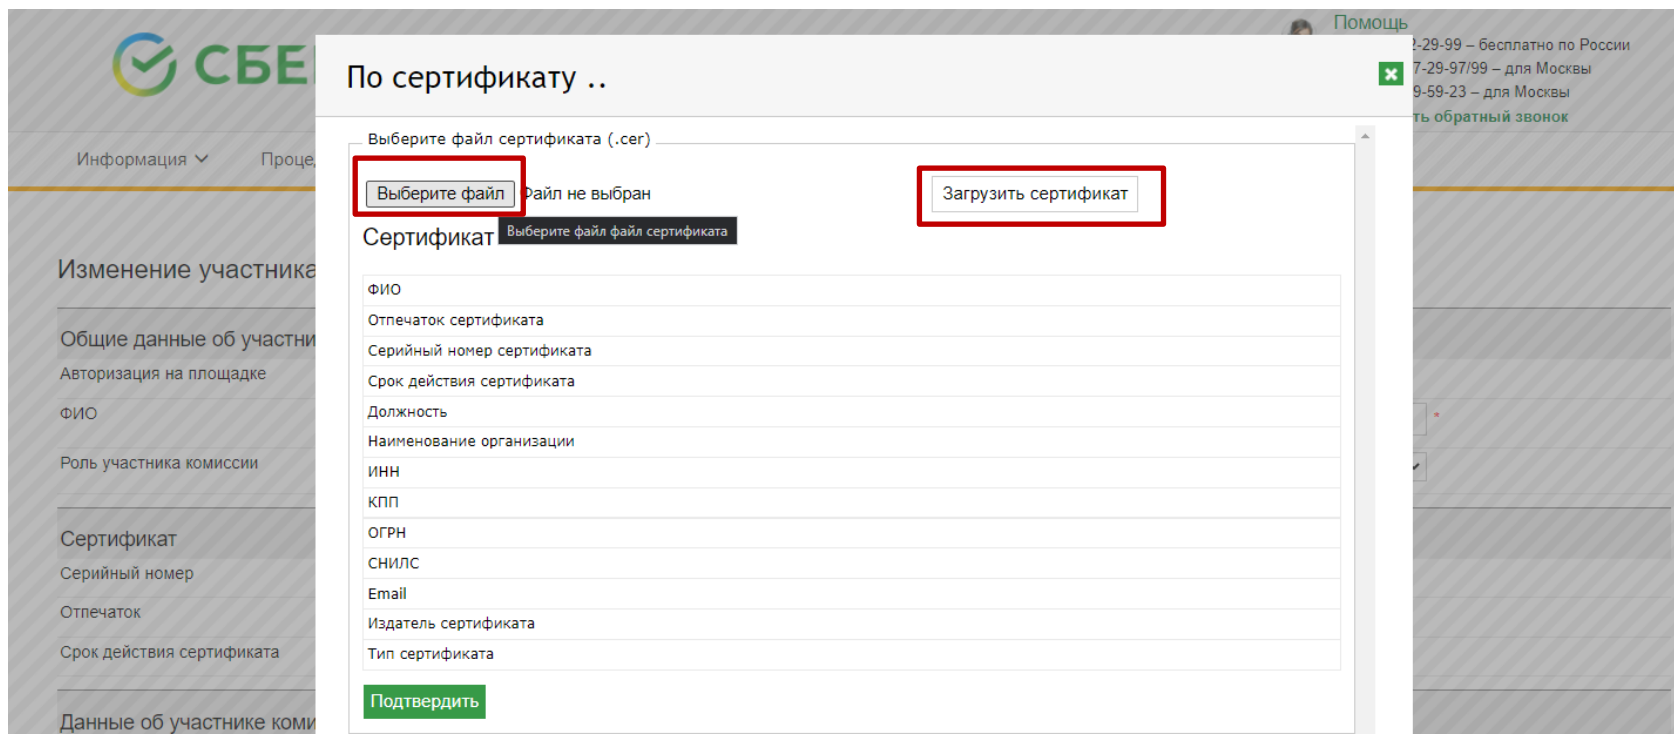 Помощь
2-29-99 – бесплатно по России
7-29-97/99 – для Москвы
9-59-23 – для Москвы
ть обратный звонок
СБЕ
По сертификату ..
Информация
Проце
Выберите файл сертификата (.cer)
Выберите файл Файл не выбран
Загрузить сертификат
Выберите файл файл сертификата
Сертификат
Изменение участника
ФИО
Отпечаток сертификата
Серийный номер сертификата
Срок действия сертификата
Должность
Наименование организации
ИНН
КПП
ОГРН
СНИЛС
Email
Издатель сертификата
Тип сертификата
Подтвердить
Общие данные об участни
Авторизация на площадке
ФИО
*
Роль участника комиссии
Сертификат
Серийный номер
Отпечаток
Срок действия сертификата
Данные об участнике коми